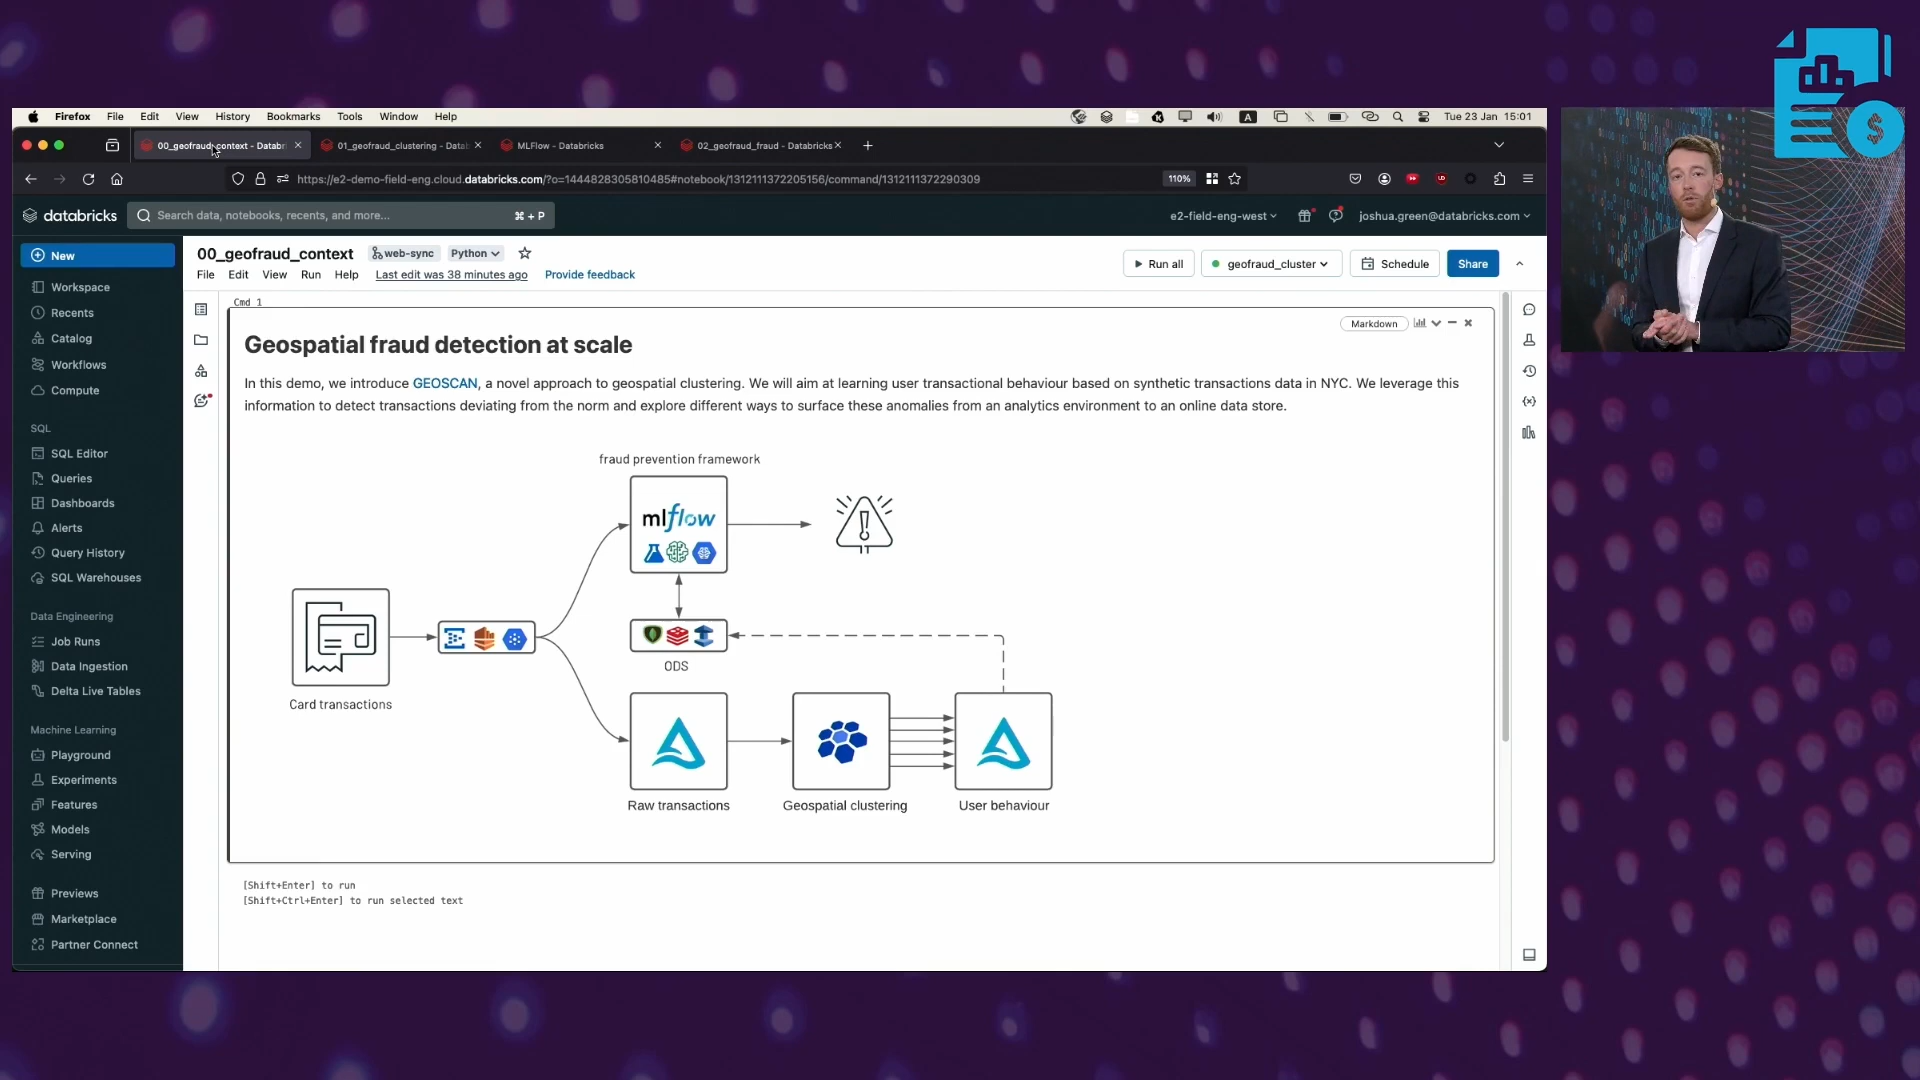 Firefox File Edit View History Bookmarks Tools Window Help A Tue 23 Jan 15:01
00_geofraud_context - Databri 01_geofraud_clustering - Data MLFlow - Databricks 02_geofraud_fraud - Databricks
https://e2-demo-field-eng.cloud.databricks.com/?o=1444828305810485#notebook/1312111372205156/command/1312111372290309 110%
databricks Search data, notebooks, recents, and more... ⌘ + P e2-field-eng-west joshua.green@databricks.com
New
Workspace
Recents
Catalog
Workflows
Compute
SQL
SQL Editor
Queries
Dashboards
Alerts
Query History
SQL Warehouses
Data Engineering
Job Runs
Data Ingestion
Delta Live Tables
Machine Learning
Playground
Experiments
Features
Models
Serving
Previews
Marketplace
Partner Connect
00_geofraud_context web-sync Python
File Edit View Run Help Last edit was 38 minutes ago Provide feedback
Run all geofraud_cluster Schedule Share
Cmd 1
Markdown
Geospatial fraud detection at scale
In this demo, we introduce GEOSCAN, a novel approach to geospatial clustering. We will aim at learning user transactional behaviour based on synthetic transactions data in NYC. We leverage this
information to detect transactions deviating from the norm and explore different ways to surface these anomalies from an analytics environment to an online data store.
fraud prevention framework
mlflow
ODS
Card transactions
Raw transactions Geospatial clustering User behaviour
[Shift+Enter] to run
[Shift+Ctrl+Enter] to run selected text
$